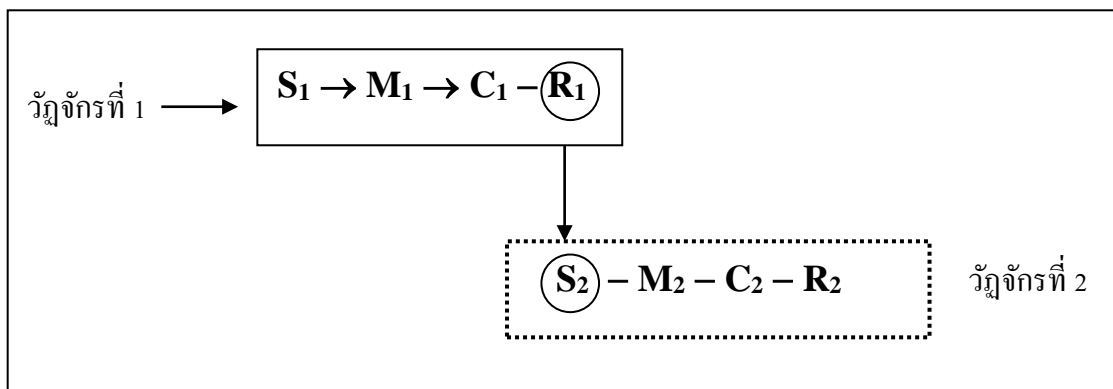 S₁ → M₁ → C₁ – R₁
วัฏจักรที่ 1
S₂ – M₂ – C₂ – R₂
วัฏจักรที่ 2